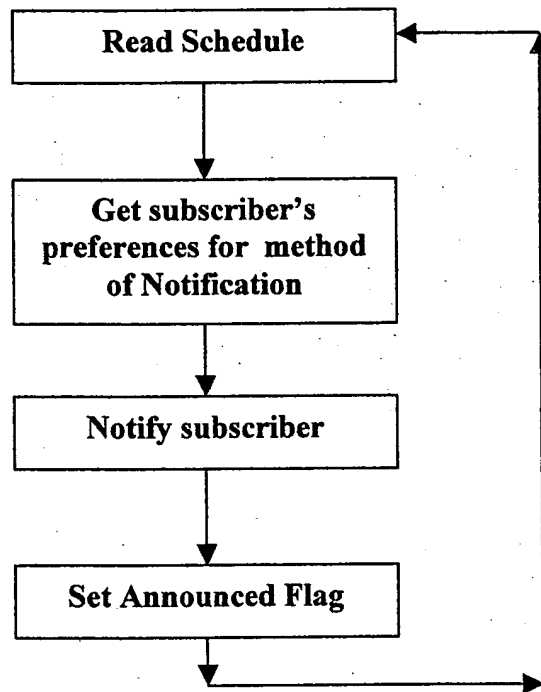 Read Schedule
Get subscriber's
preferences for method
of Notification
Notify subscriber
Set Announced Flag